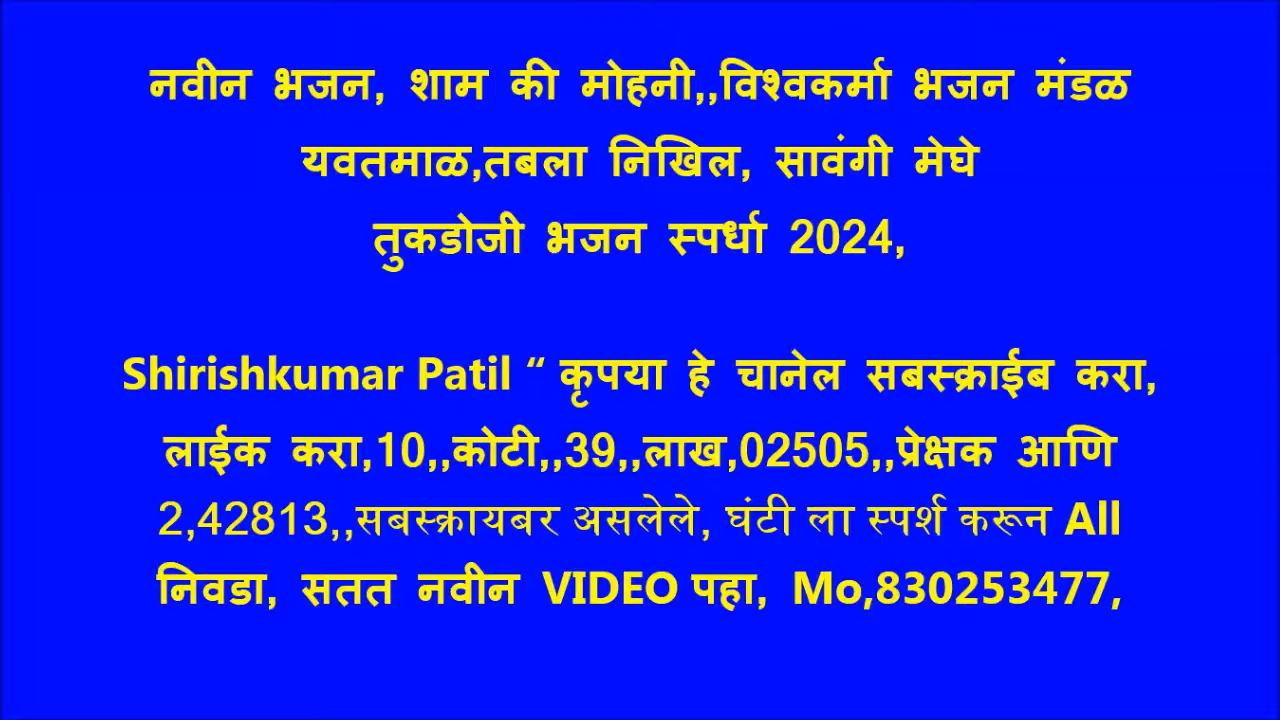 नवीन भजन, शाम की मोहनी,,विश्वकर्मा भजन मंडळ
यवतमाळ,तबला निखिल, सावंगी मेघे
तुकडोजी भजन स्पर्धा 2024,
Shirishkumar Patil “ कृपया हे चानेल सबस्क्राईब करा,
लाईक करा,10,,कोटी,,39,,लाख,02505,,प्रेक्षक आणि
2,42813,,सबस्क्रायबर असलेले, घंटी ला स्पर्श करून All
निवडा, सतत नवीन VIDEO पहा, Mo,830253477,